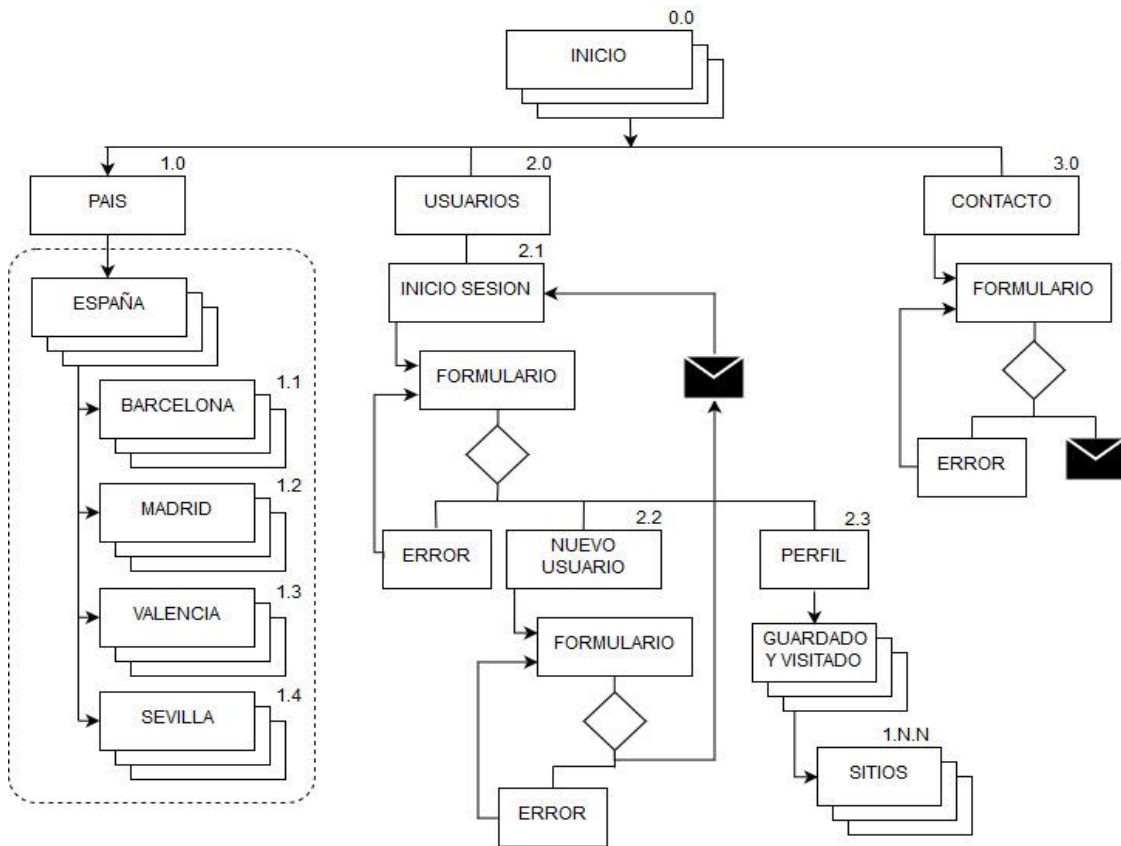 0.0
INICIO
1.0
PAIS
2.0
USUARIOS
3.0
CONTACTO
ESPAÑA
1.1
BARCELONA
1.2
MADRID
1.3
VALENCIA
1.4
SEVILLA
2.1
INICIO SESION
FORMULARIO
ERROR
2.2
NUEVO
USUARIO
FORMULARIO
ERROR
2.3
PERFIL
GUARDADO
Y VISITADO
1.N.N
SITIOS
FORMULARIO
ERROR